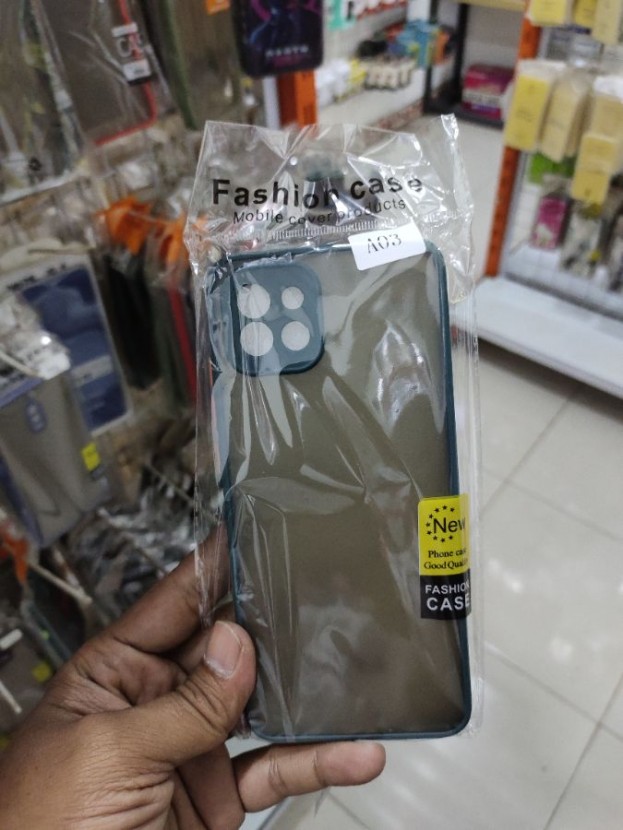 Fashion case
Mobile cover products
A03
New
Phone case
Good Quality
FASHION
CASE